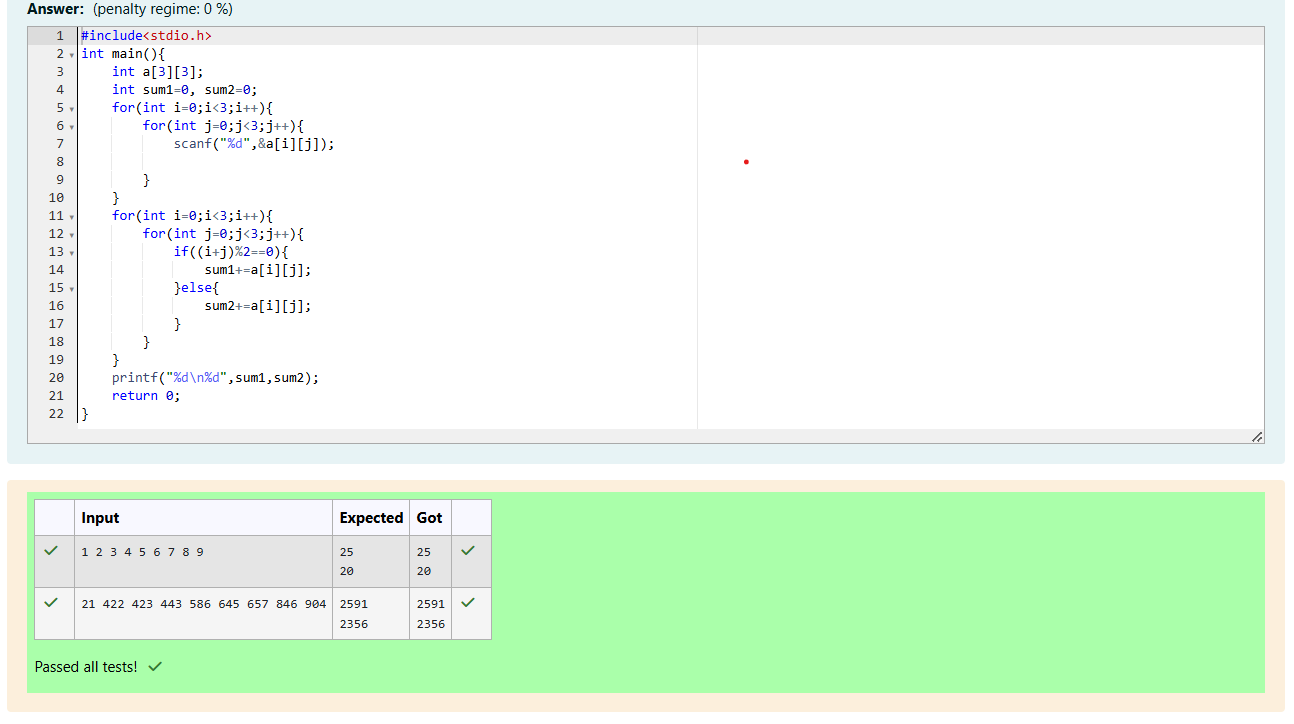 Answer: (penalty regime: 0 %)
1 #include<stdio.h>
2 int main(){
3     int a[3][3];
4     int sum1=0, sum2=0;
5     for(int i=0;i<3;i++){
6         for(int j=0;j<3;j++){
7             scanf("%d",&a[i][j]);
8
9         }
10     }
11     for(int i=0;i<3;i++){
12         for(int j=0;j<3;j++){
13             if((i+j)%2==0){
14                 sum1+=a[i][j];
15             }else{
16                 sum2+=a[i][j];
17             }
18         }
19     }
20     printf("%d\n%d",sum1,sum2);
21     return 0;
22 }
Input Expected Got
1 2 3 4 5 6 7 8 9 25 25
20 20
21 422 423 443 586 645 657 846 904 2591 2591
2356 2356
Passed all tests!